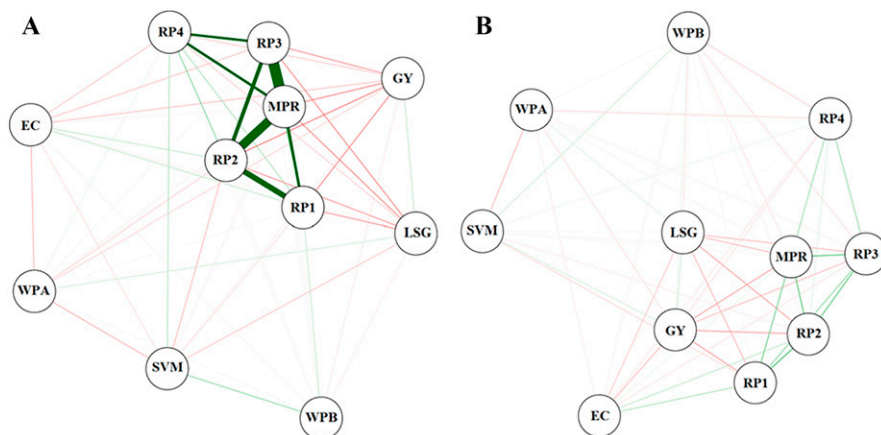 A
RP4
RP3
GY
MPR
EC
RP2
RP1
LSG
WPA
SVM
WPB
B
WPB
WPA
RP4
SVM
LSG
MPR
RP3
GY
RP2
RP1
EC